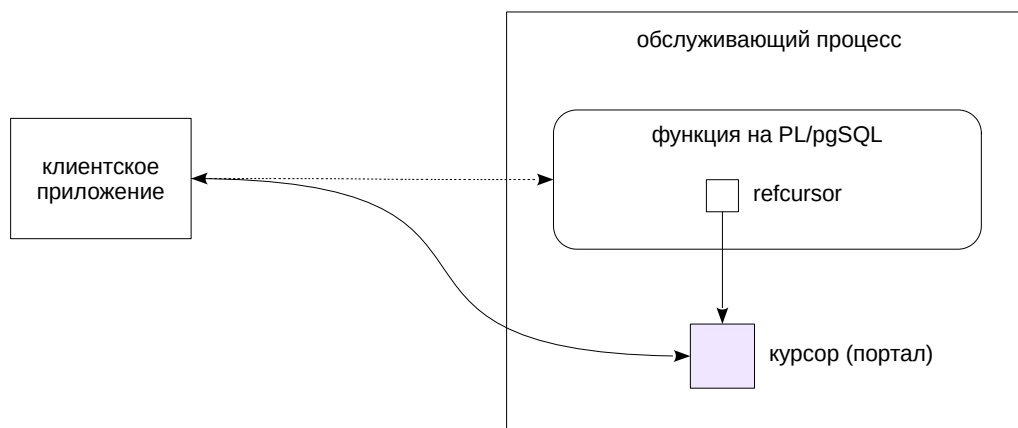 обслуживающий процесс
функция на PL/pgSQL
клиентское
приложение
refcursor
курсор (портал)